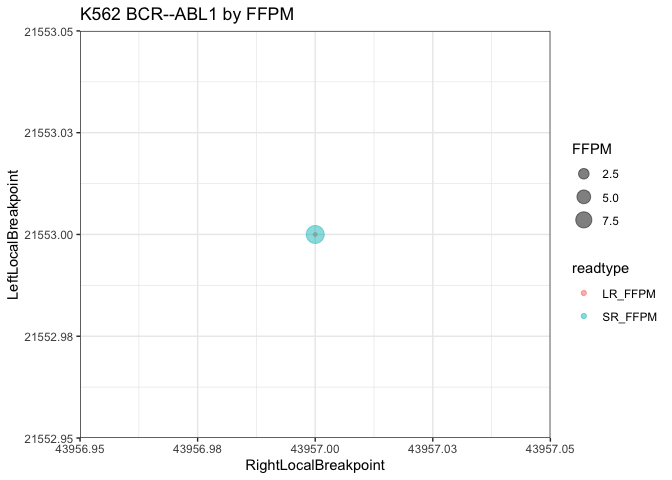 K562 BCR--ABL1 by FFPM
21553.05
21553.03
21553.00
21552.98
21552.95
LeftLocalBreakpoint
43956.95
43956.98
43957.00
43957.03
43957.05
RightLocalBreakpoint
FFPM
2.5
5.0
7.5
readtype
LR_FFPM
SR_FFPM